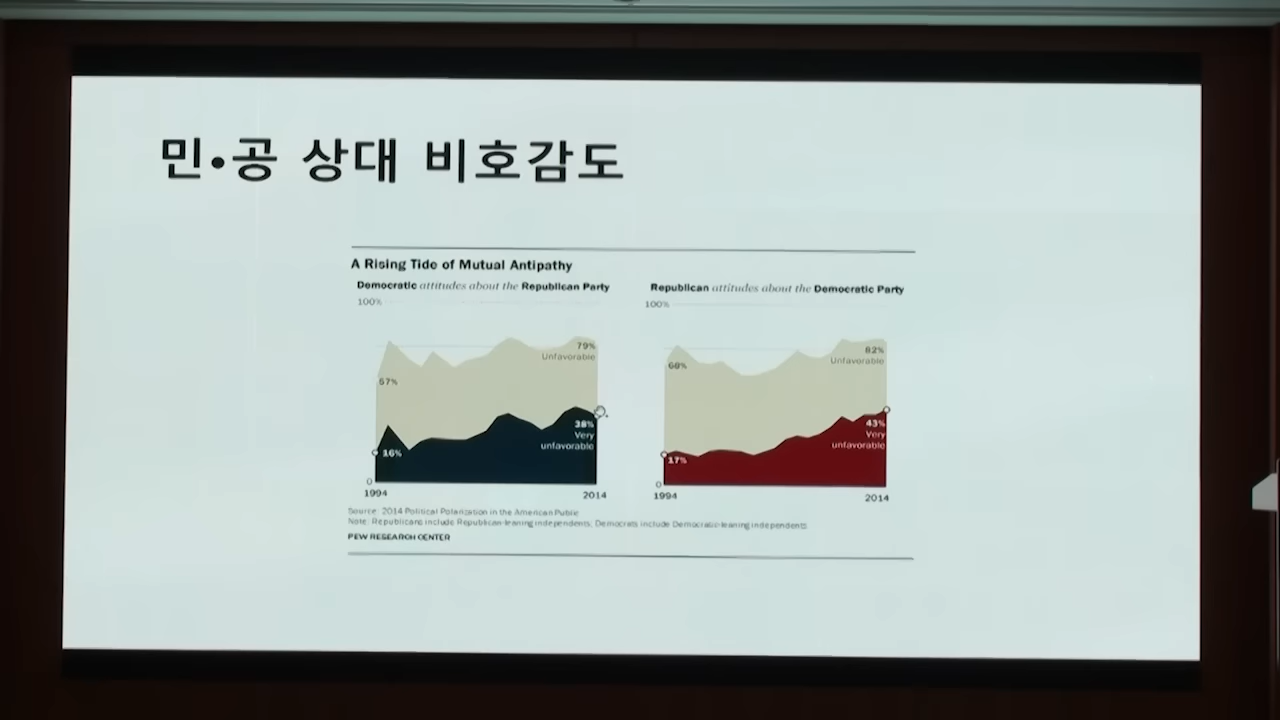 민•공 상대 비호감도
A Rising Tide of Mutual Antipathy
Democratic attitudes about the Republican Party
Republican attitudes about the Democratic Party
100%
79%
Unfavorable
57%
38%
Very
unfavorable
16%
0
1994
2014
100%
82%
Unfavorable
68%
43%
Very
unfavorable
17%
0
1994
2014
Source: 2014 Political Polarization in the American Public
Note: Republicans include Republican-leaning independents; Democrats include Democratic-leaning independents
PEW RESEARCH CENTER